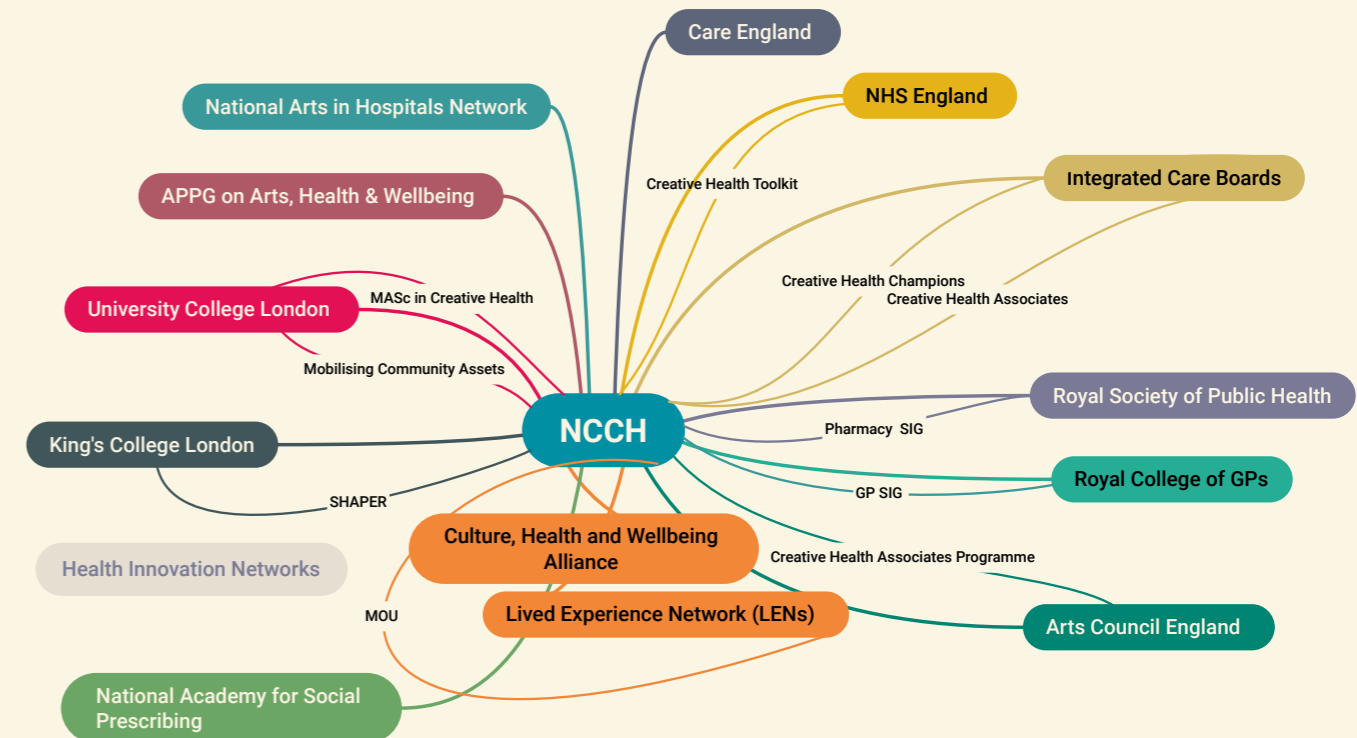 Care England
NHS England
National Arts in Hospitals Network
Creative Health Toolkit
Integrated Care Boards
APPG on Arts, Health & Wellbeing
Creative Health Champions
MASc in Creative Health
Creative Health Associates
University College London
Mobilising Community Assets
Royal Society of Public Health
NCCH
Pharmacy SIG
King's College London
Royal College of GPs
GP SIG
SHAPER
Culture, Health and Wellbeing
Alliance
Creative Health Associates Programme
Health Innovation Networks
MOU
Lived Experience Network (LENs)
Arts Council England
National Academy for Social
Prescribing